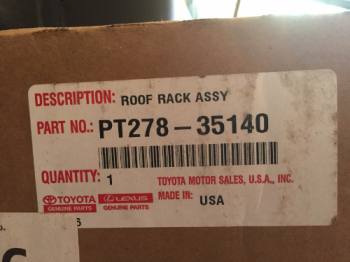 DESCRIPTION: ROOF RACK ASSY
PART NO.: PT278-35140
QUANTITY: 1
TOYOTA MOTOR SALES, U.S.A., INC.
TOYOTA LEXUS MADE IN: USA
GENUINE PARTS GENUINE PARTS